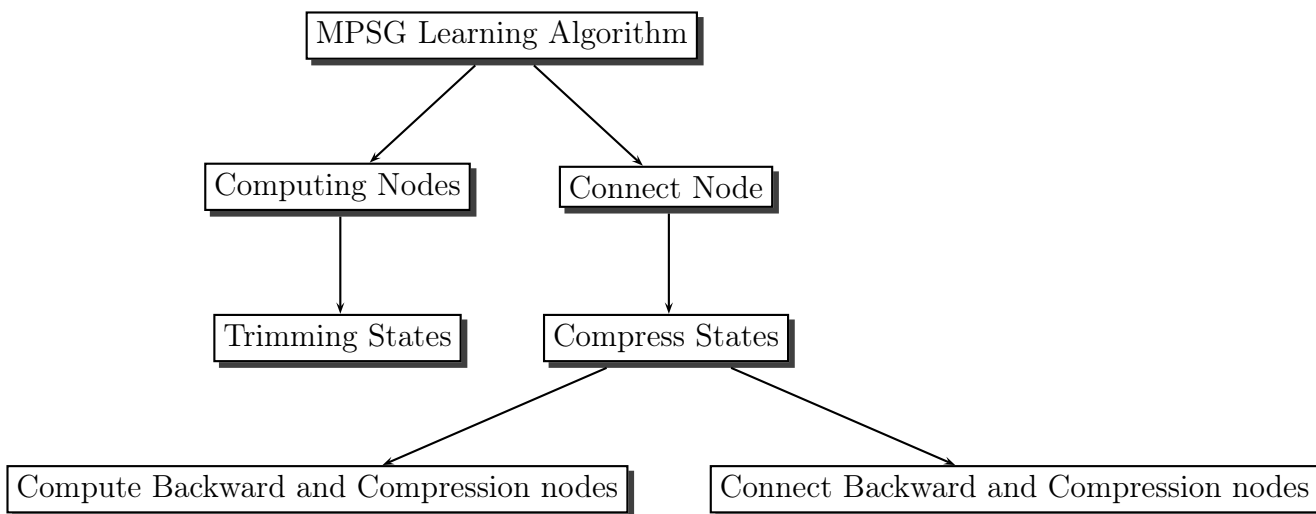 MPSG Learning Algorithm
Computing Nodes
Connect Node
Trimming States
Compress States
Compute Backward and Compression nodes
Connect Backward and Compression nodes